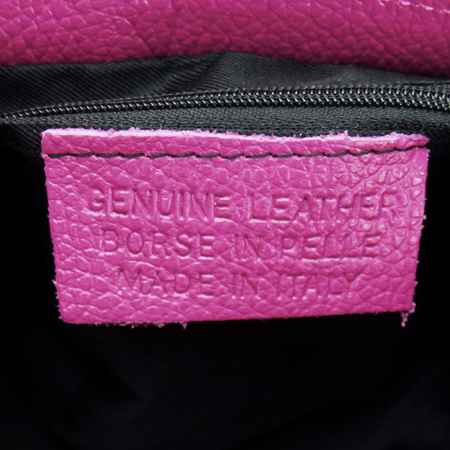 GENUINE LEATHER
BORSE IN PELLE
MADE IN ITALY